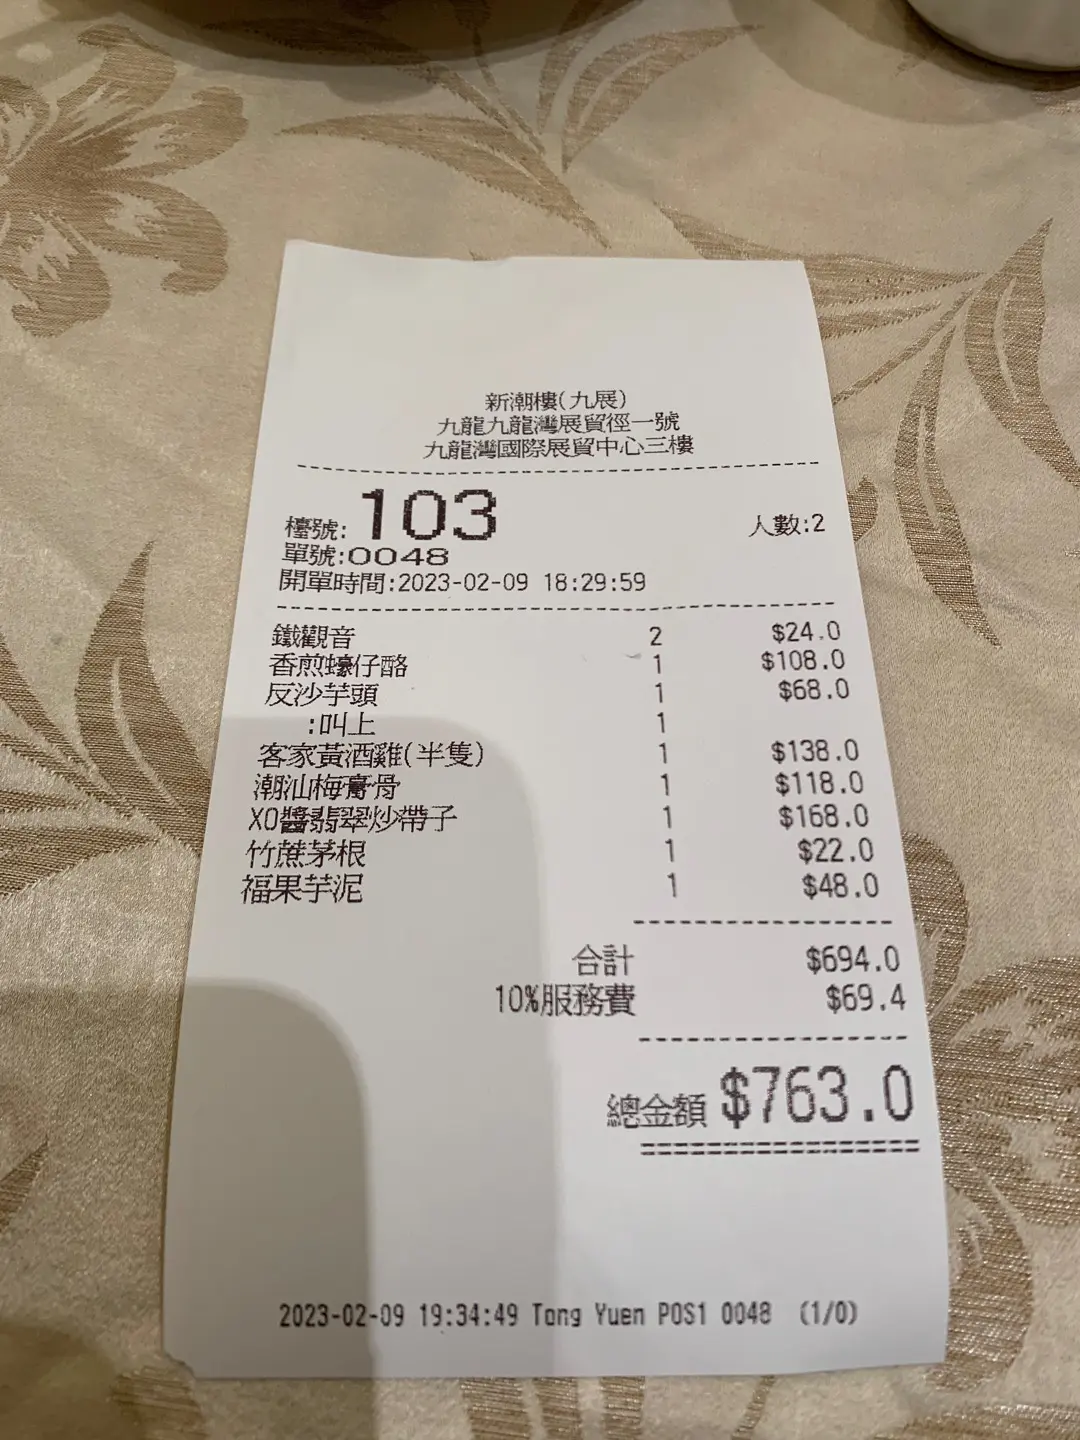 新潮樓(九展)
九龍九龍灣展貿徑一號
九龍灣國際展貿中心三樓
檯號: 103 人數:2
單號:0048
開單時間:2023-02-09 18:29:59
鐵觀音 2 $24.0
香煎蠔仔酪 1 $108.0
反沙芋頭 1 $68.0
:叫上 1
客家黃酒雞(半隻) 1 $138.0
潮汕梅膏骨 1 $118.0
XO醬翡翠炒帶子 1 $168.0
竹蔗茅根 1 $22.0
福果芋泥 1 $48.0
合計 $694.0
10%服務費 $69.4
總金額 $763.0
2023-02-09 19:34:49 Tong Yuen POS1 0048 (1/0)